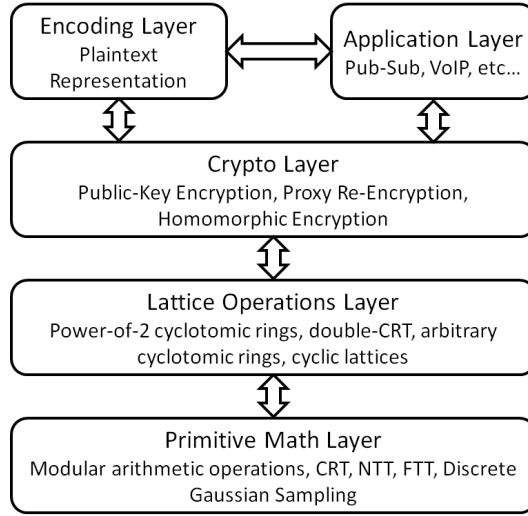 Encoding Layer
Plaintext
Representation
Application Layer
Pub-Sub, VoIP, etc...
Crypto Layer
Public-Key Encryption, Proxy Re-Encryption,
Homomorphic Encryption
Lattice Operations Layer
Power-of-2 cyclotomic rings, double-CRT, arbitrary
cyclotomic rings, cyclic lattices
Primitive Math Layer
Modular arithmetic operations, CRT, NTT, FTT, Discrete
Gaussian Sampling